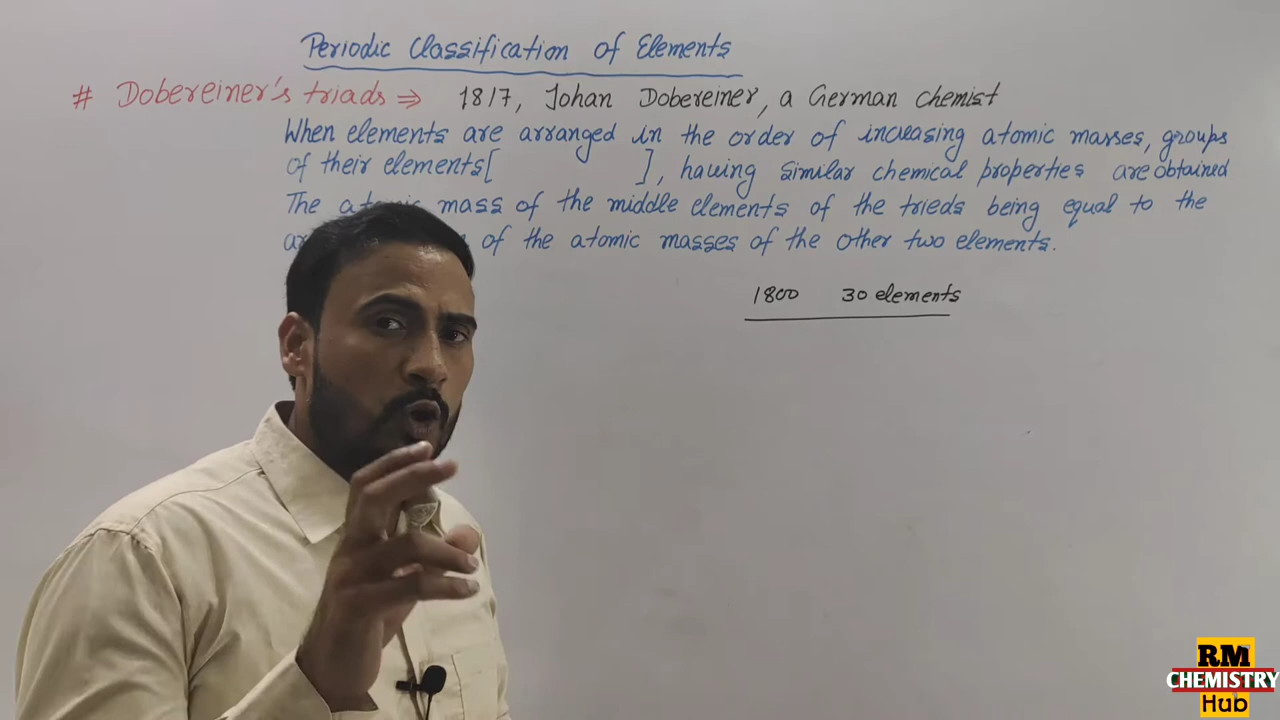 Periodic Classification of Elements
# Dobereiner's triads ⇒ 1817, Johan Dobereiner, a German chemist
When elements are arranged in the order of increasing atomic masses, groups
of their elements[ ], having similar chemical properties are obtained
The mass of the middle elements of the trieds being equal to the
of the atomic masses of the other two elements.
1800 30 elements
RM
CHEMISTRY
Hub